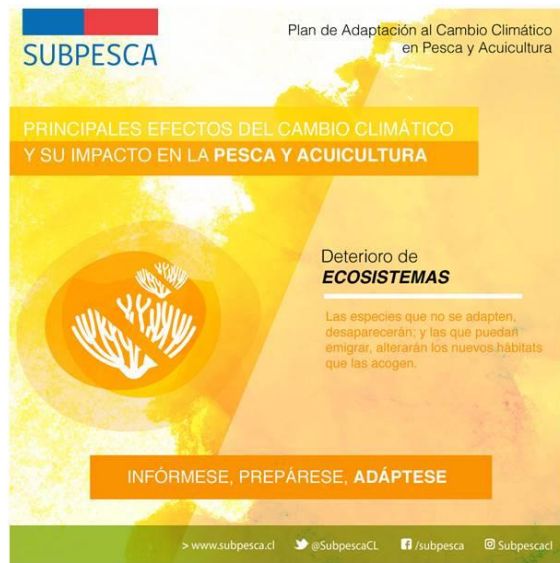 SUBPESCA
Plan de Adaptación al Cambio Climático
en Pesca y Acuicultura
PRINCIPALES EFECTOS DEL CAMBIO CLIMÁTICO
Y SU IMPACTO EN LA PESCA Y ACUICULTURA
Deterioro de
ECOSISTEMAS
Las especies que no se adapten,
desaparecerán; y las que puedan
emigrar, alterarán los nuevos hábitats
que las acogen.
INFÓRMESE, PREPÁRESE, ADÁPTESE
> www.subpesca.cl @SubpescaCL /subpesca @Subpescacl